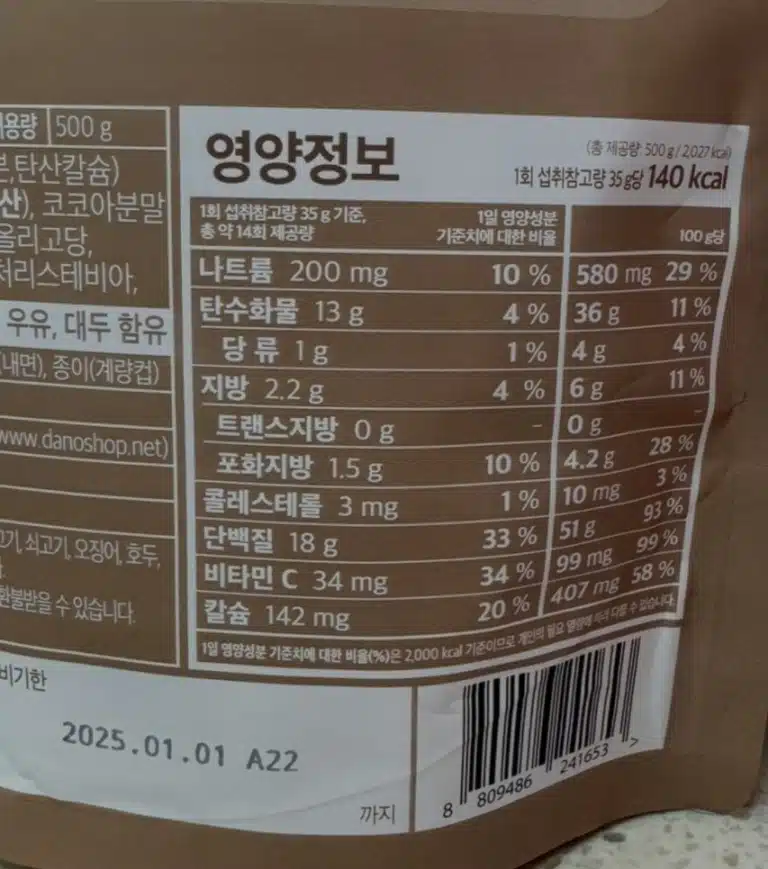 용량 500 g
탄산칼슘)
산), 코코아분말
올리고당,
처리스테비아,
우유, 대두 함유
(내면), 종이(계량컵)
www.danoshop.net)
쇠고기, 오징어, 호두,
환불받을 수 있습니다.
영양정보
(총 제공량: 500 g / 2,027 kcal)
1회 섭취참고량 35 g당 140 kcal
1회 섭취참고량 35 g 기준,
총 약 14회 제공량
1일 영양성분
기준치에 대한 비율
100 g당
나트륨 200 mg 10 % 580 mg 29 %
탄수화물 13 g 4 % 36 g 11 %
당 류 1 g 1 % 4 g 4 %
지방 2.2 g 4 % 6 g 11 %
트랜스지방 0 g - 0 g -
포화지방 1.5 g 10 % 4.2 g 28 %
콜레스테롤 3 mg 1 % 10 mg 3 %
단백질 18 g 33 % 51 g 93 %
비타민 C 34 mg 34 % 99 mg 99 %
칼슘 142 mg 20 % 407 mg 58 %
1일 영양성분 기준치에 대한 비율(%)은 2,000 kcal 기준이므로 개인의 필요 열량에 따라 다를 수 있습니다.
비기한
2025.01.01 A22
까지
8 809486 241653 >